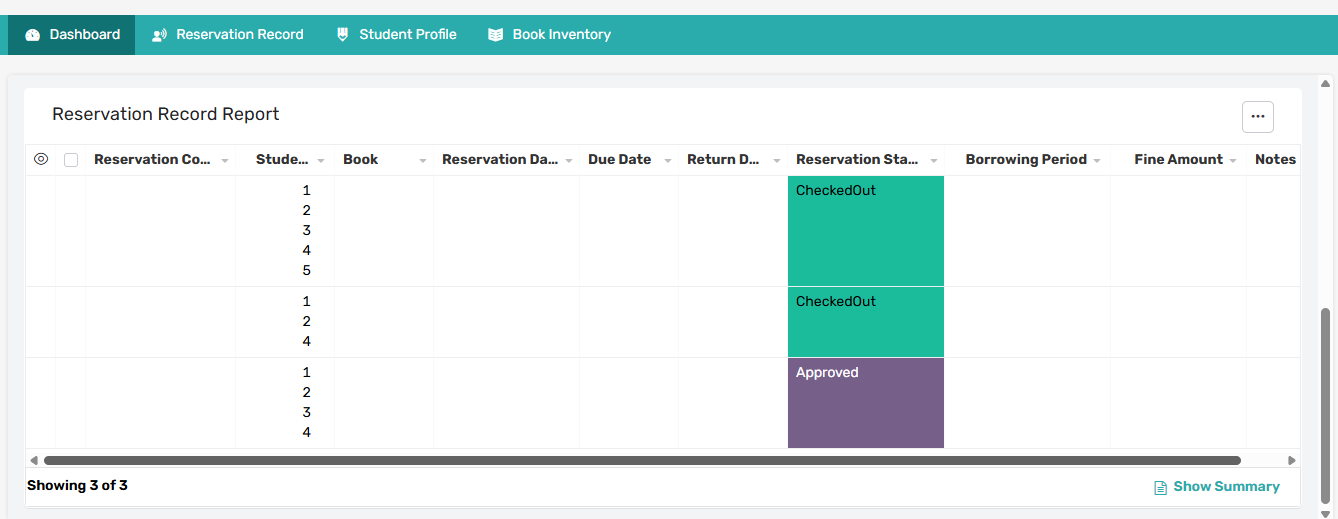 Dashboard Reservation Record Student Profile Book Inventory
Reservation Record Report
Reservation Co... Stude... Book Reservation Da... Due Date Return D... Reservation Sta... Borrowing Period Fine Amount Notes
1 CheckedOut
2
3
4
5
1 CheckedOut
2
4
1 Approved
2
3
4
Showing 3 of 3 Show Summary